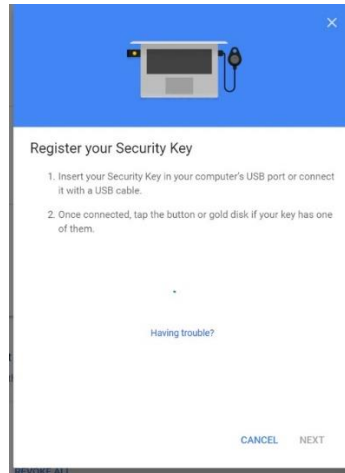 Register your Security Key
1. Insert your Security Key in your computer's USB port or connect
it with a USB cable.
2. Once connected, tap the button or gold disk if your key has one
of them.
Having trouble?
CANCEL NEXT
REVOKE ALL